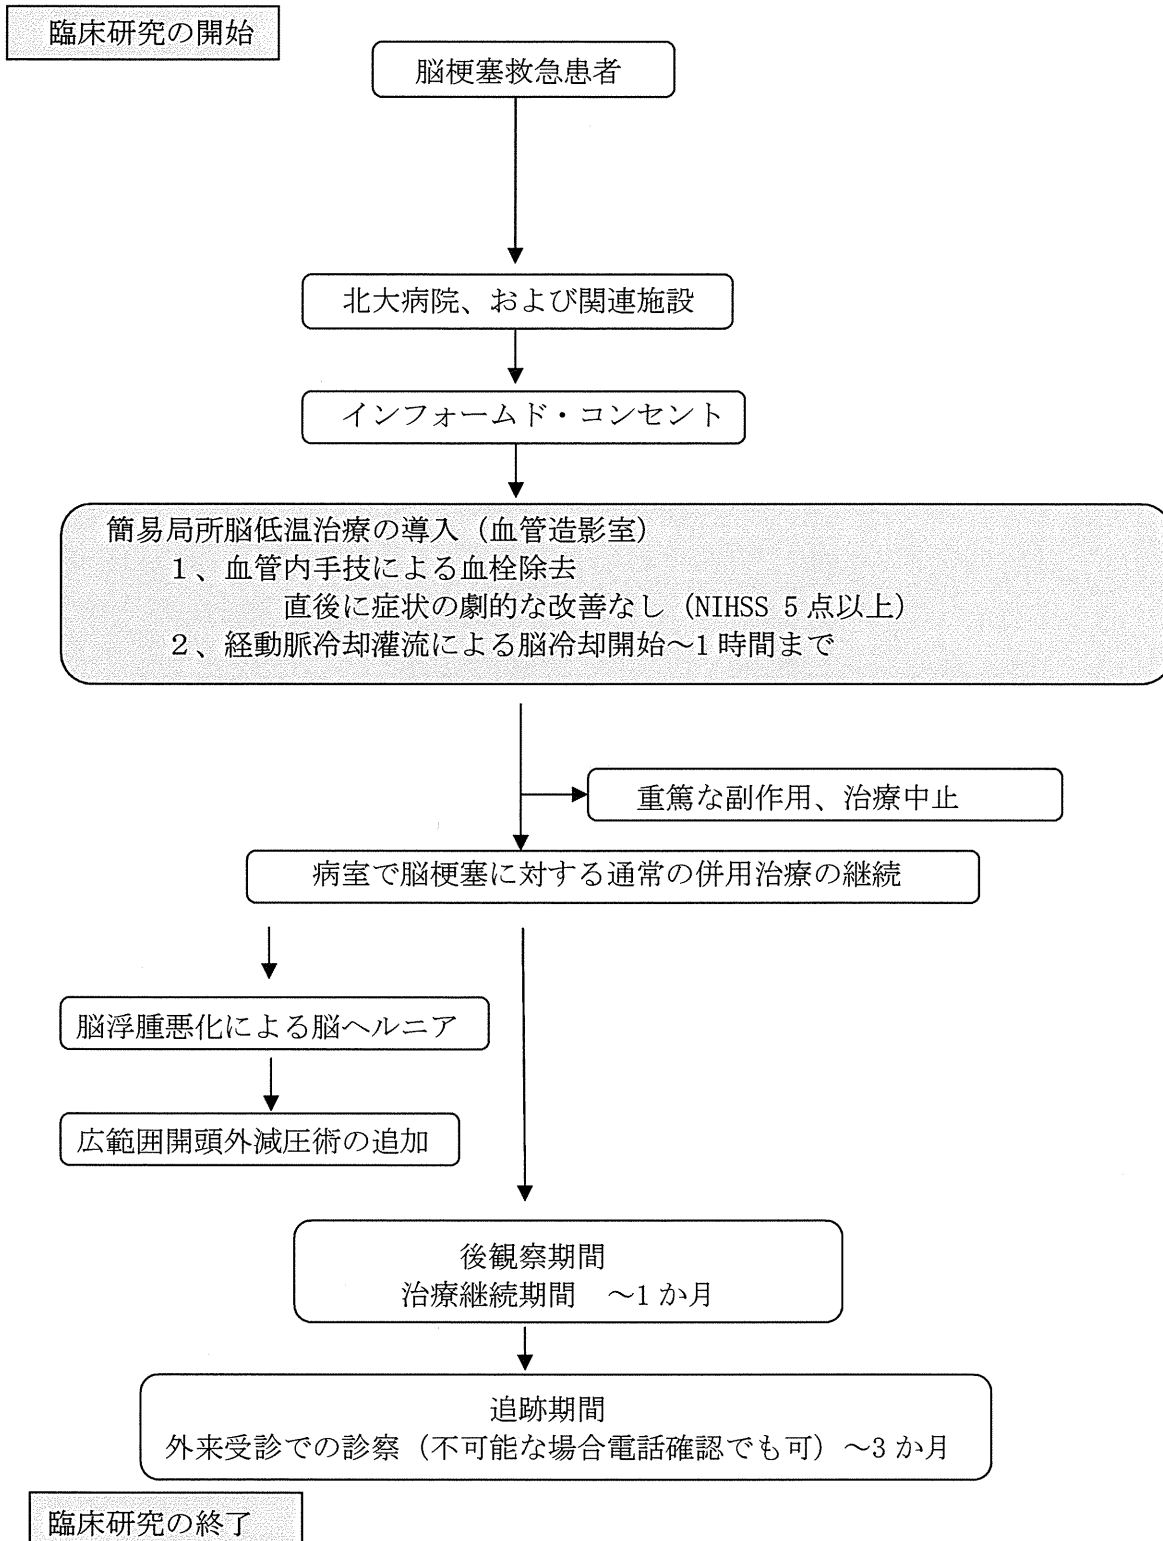 臨床研究の開始
脳梗塞救急患者
北大病院、および関連施設
インフォームド・コンセント
簡易局所脳低温治療の導入（血管造影室）
１、血管内手技による血栓除去
直後に症状の劇的な改善なし（NIHSS 5点以上）
２、経動脈冷却灌流による脳冷却開始～1時間まで
重篤な副作用、治療中止
病室で脳梗塞に対する通常の併用治療の継続
脳浮腫悪化による脳ヘルニア
広範囲開頭外減圧術の追加
後観察期間
治療継続期間　～1か月
追跡期間
外来受診での診察（不可能な場合電話確認でも可）～3か月
臨床研究の終了